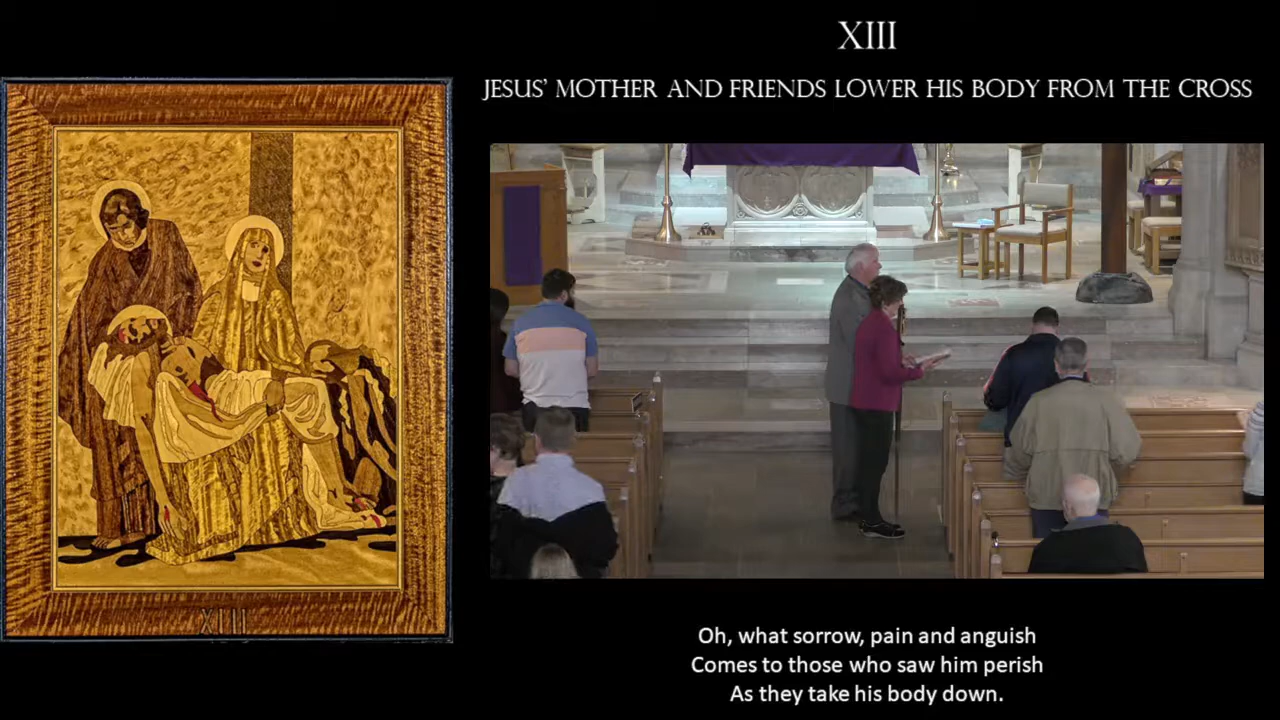 XIII
JESUS' MOTHER AND FRIENDS LOWER HIS BODY FROM THE CROSS
XIII
Oh, what sorrow, pain and anguish
Comes to those who saw him perish
As they take his body down.